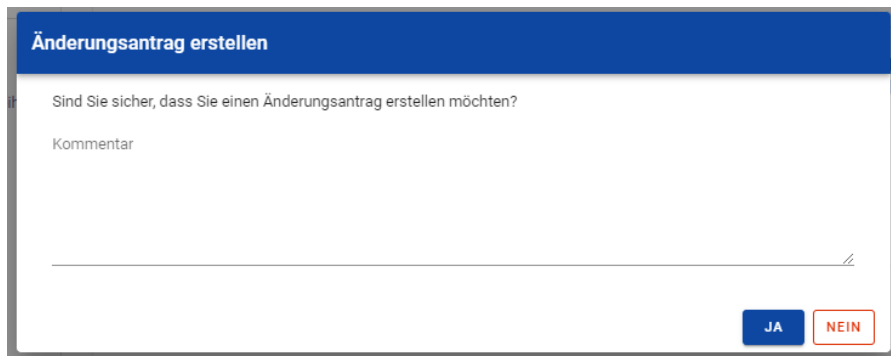 Änderungsantrag erstellen
Sind Sie sicher, dass Sie einen Änderungsantrag erstellen möchten?
Kommentar
JA
NEIN